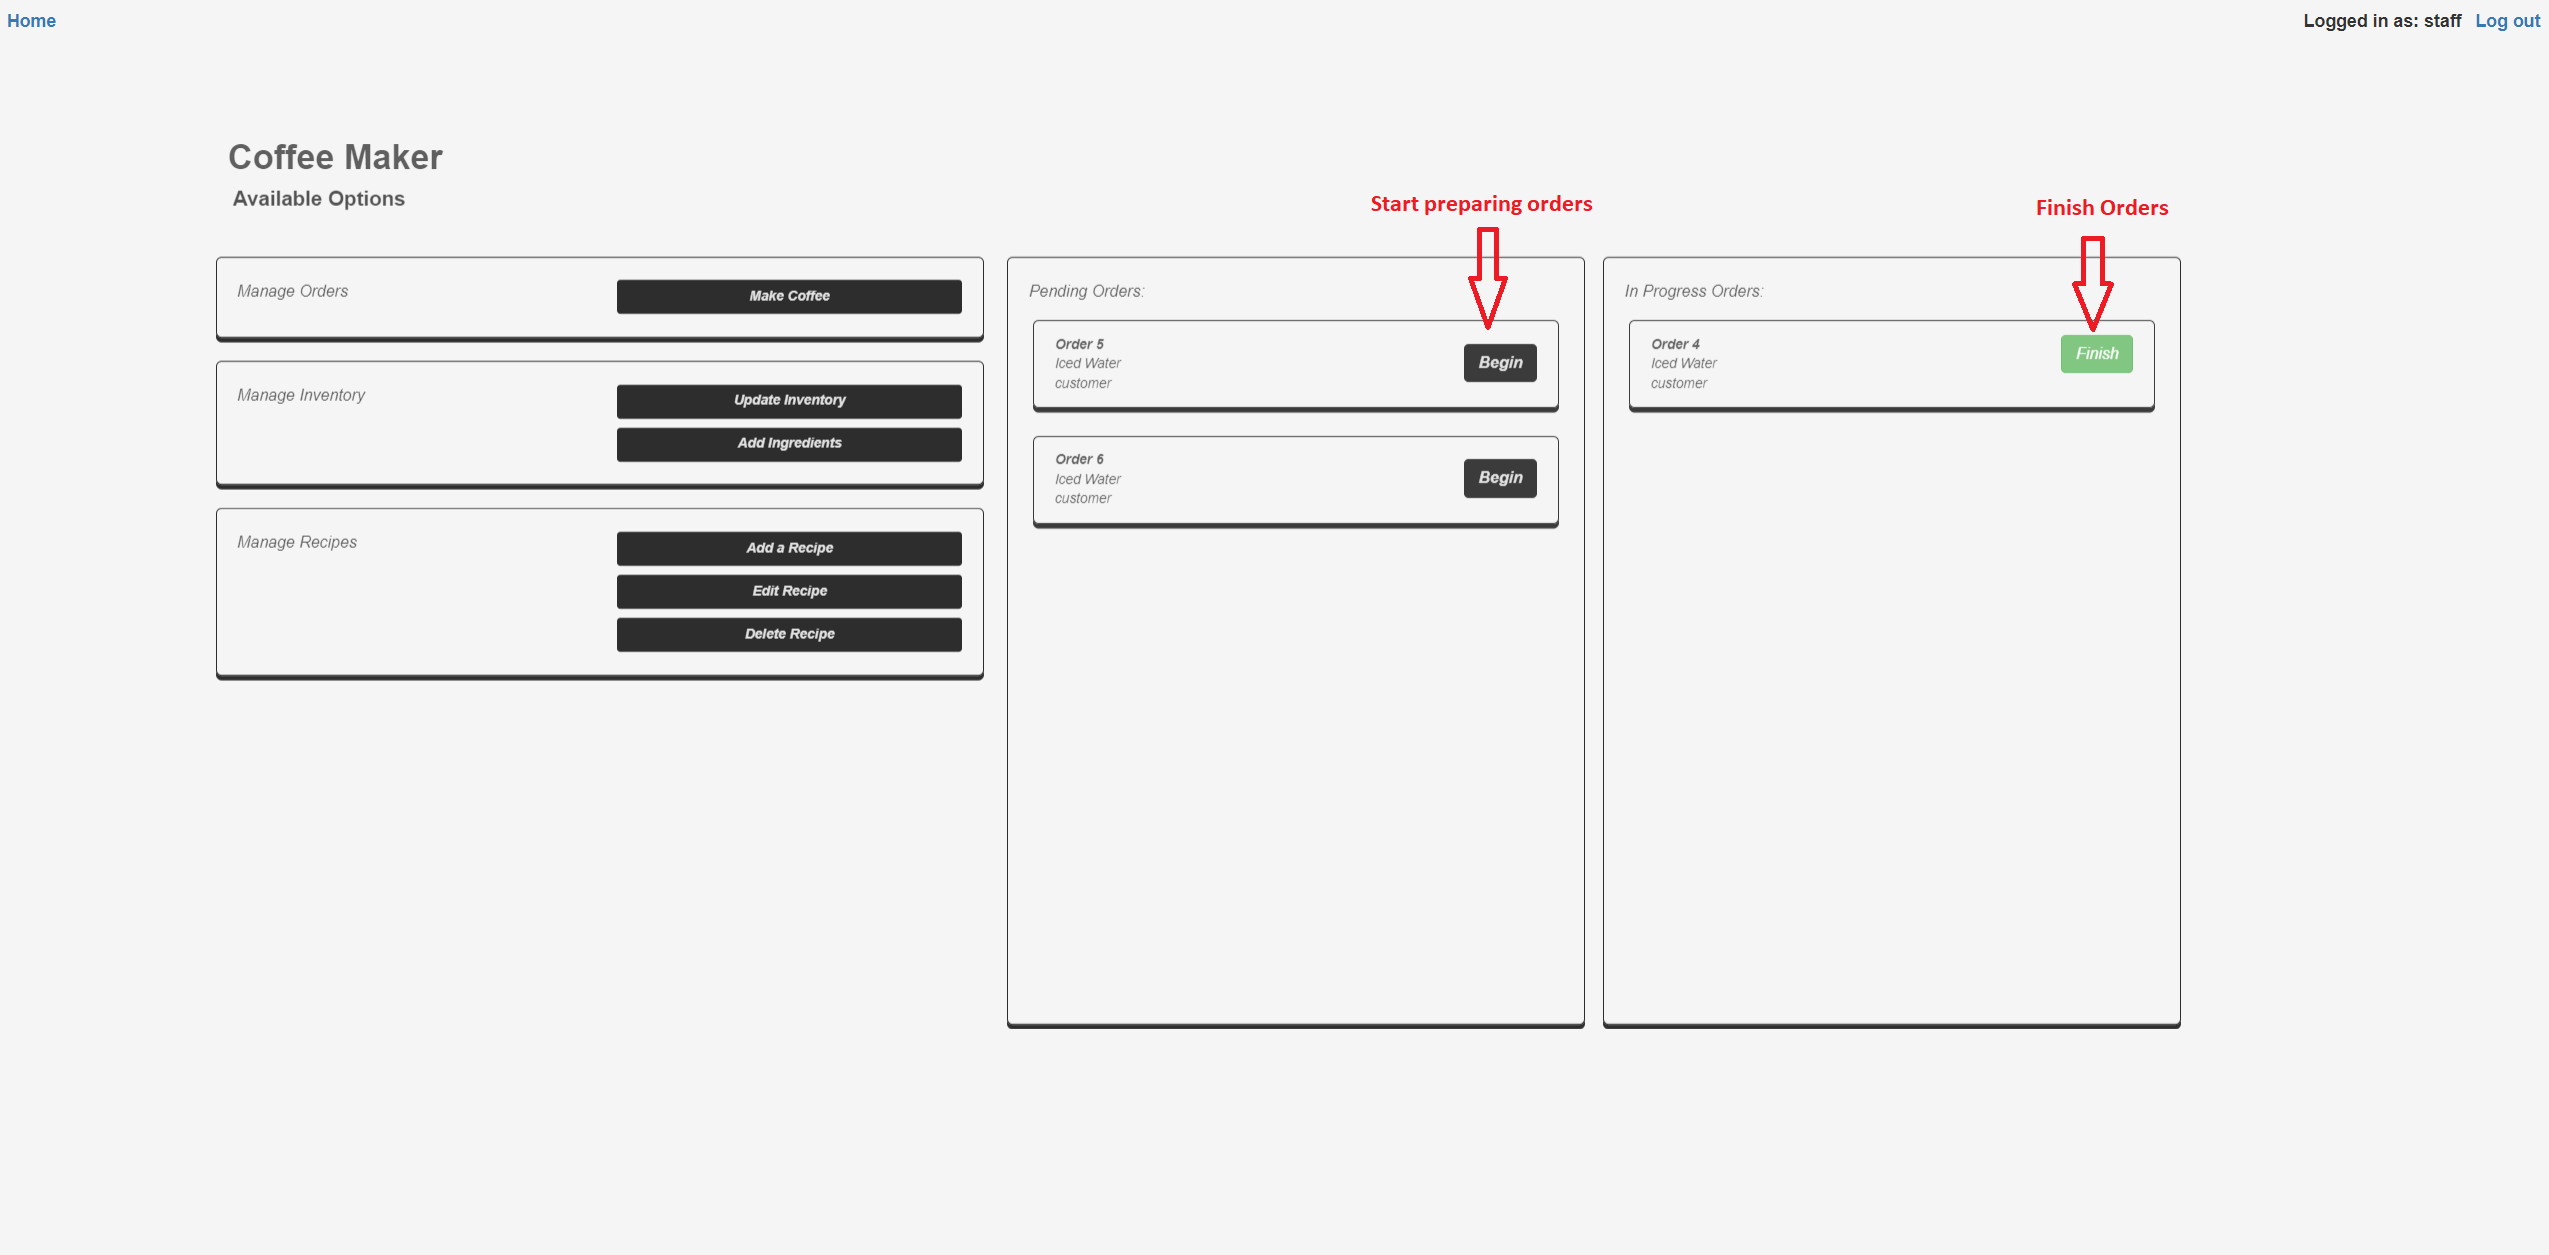 Home
Logged in as: staff Log out
Coffee Maker
Available Options
Start preparing orders
Finish Orders
Manage Orders
Make Coffee
Manage Inventory
Update Inventory
Add Ingredients
Manage Recipes
Add a Recipe
Edit Recipe
Delete Recipe
Pending Orders:
Order 5
Iced Water
customer
Begin
Order 6
Iced Water
customer
Begin
In Progress Orders:
Order 4
Iced Water
customer
Finish